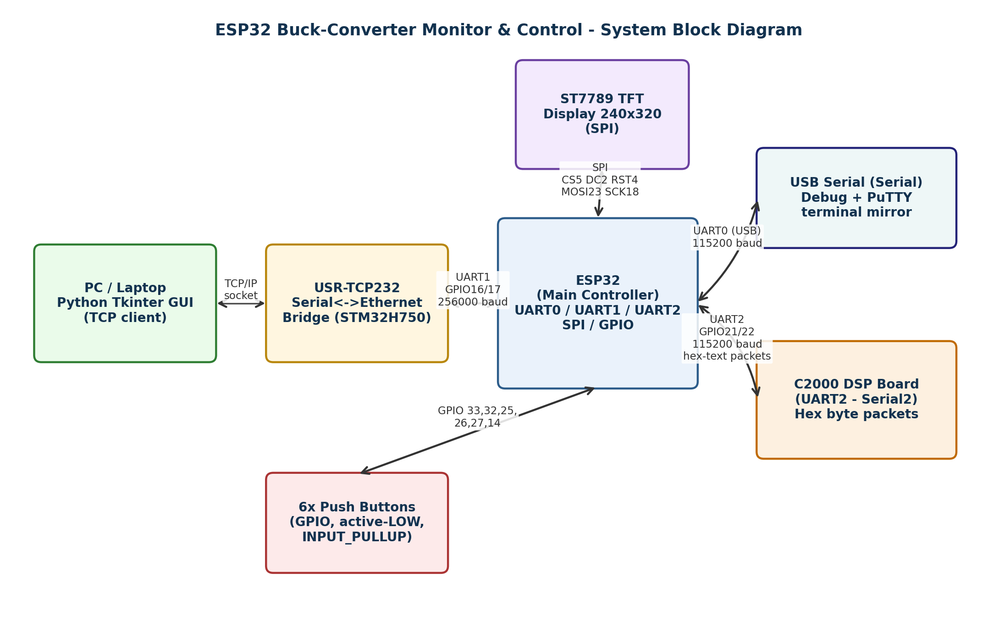 ESP32 Buck-Converter Monitor & Control - System Block Diagram
ST7789 TFT
Display 240x320
(SPI)
SPI
CS5 DC2 RST4
MOSI23 SCK18
USB Serial (Serial)
Debug + PuTTY
terminal mirror
UART0 (USB)
115200 baud
PC / Laptop
Python Tkinter GUI
(TCP client)
TCP/IP
socket
USR-TCP232
Serial<->Ethernet
Bridge (STM32H750)
UART1
GPIO16/17
256000 baud
ESP32
(Main Controller)
UART0 / UART1 / UART2
SPI / GPIO
UART2
GPIO21/22
115200 baud
hex-text packets
C2000 DSP Board
(UART2 - Serial2)
Hex byte packets
GPIO 33,32,25,
26,27,14
6x Push Buttons
(GPIO, active-LOW,
INPUT_PULLUP)